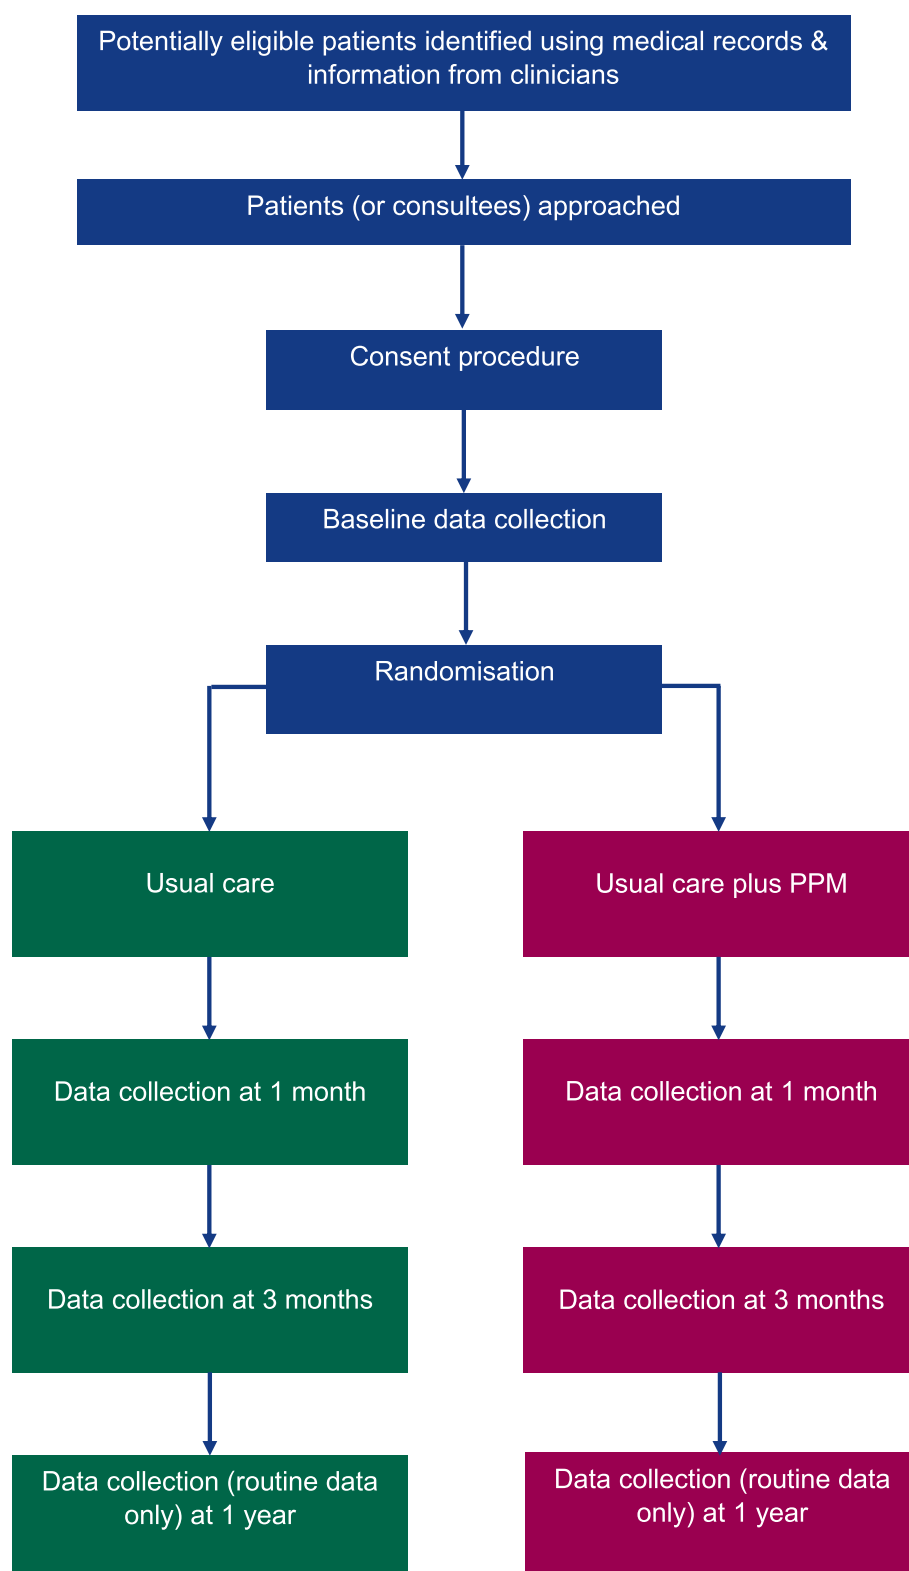 Potentially eligible patients identified using medical records &
information from clinicians
Patients (or consultees) approached
Consent procedure
Baseline data collection
Randomisation
Usual care
Usual care plus PPM
Data collection at 1 month
Data collection at 1 month
Data collection at 3 months
Data collection at 3 months
Data collection (routine data
only) at 1 year
Data collection (routine data
only) at 1 year